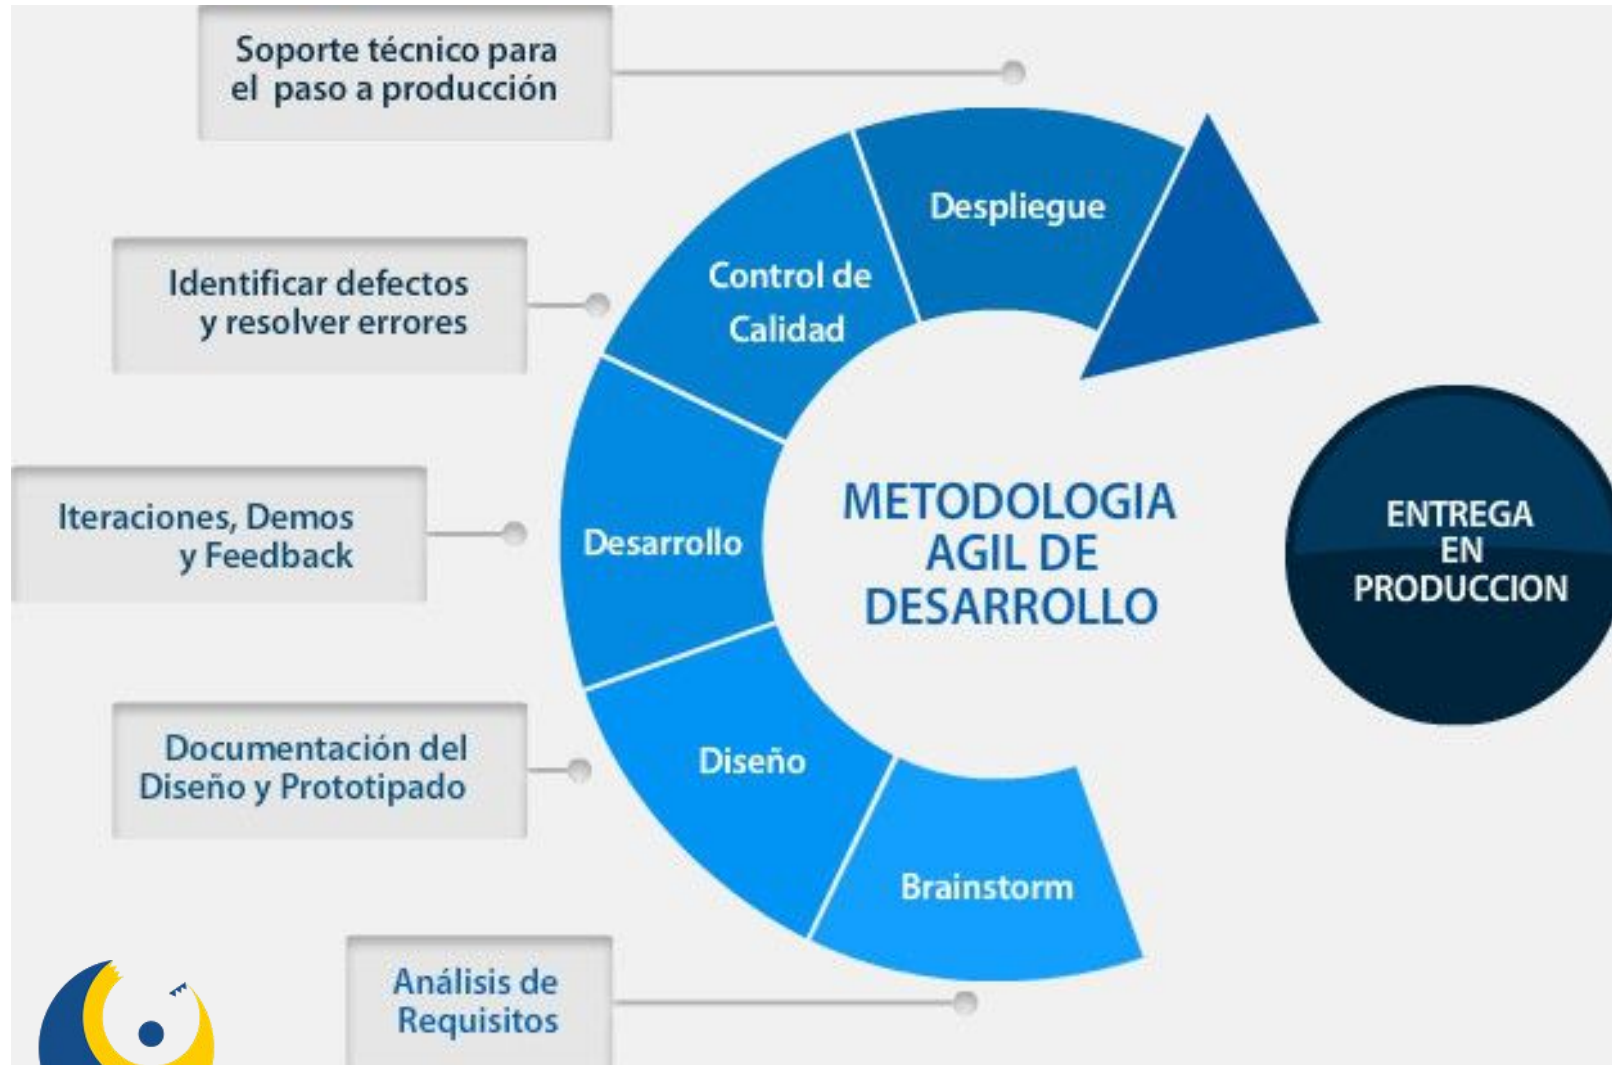 Soporte técnico para
el paso a producción
Despliegue
Identificar defectos
y resolver errores
Control de
Calidad
Iteraciones, Demos
y Feedback
Desarrollo
METODOLOGIA
AGIL DE
DESARROLLO
ENTREGA
EN
PRODUCCION
Documentación del
Diseño y Prototipado
Diseño
Brainstorm
Análisis de
Requisitos